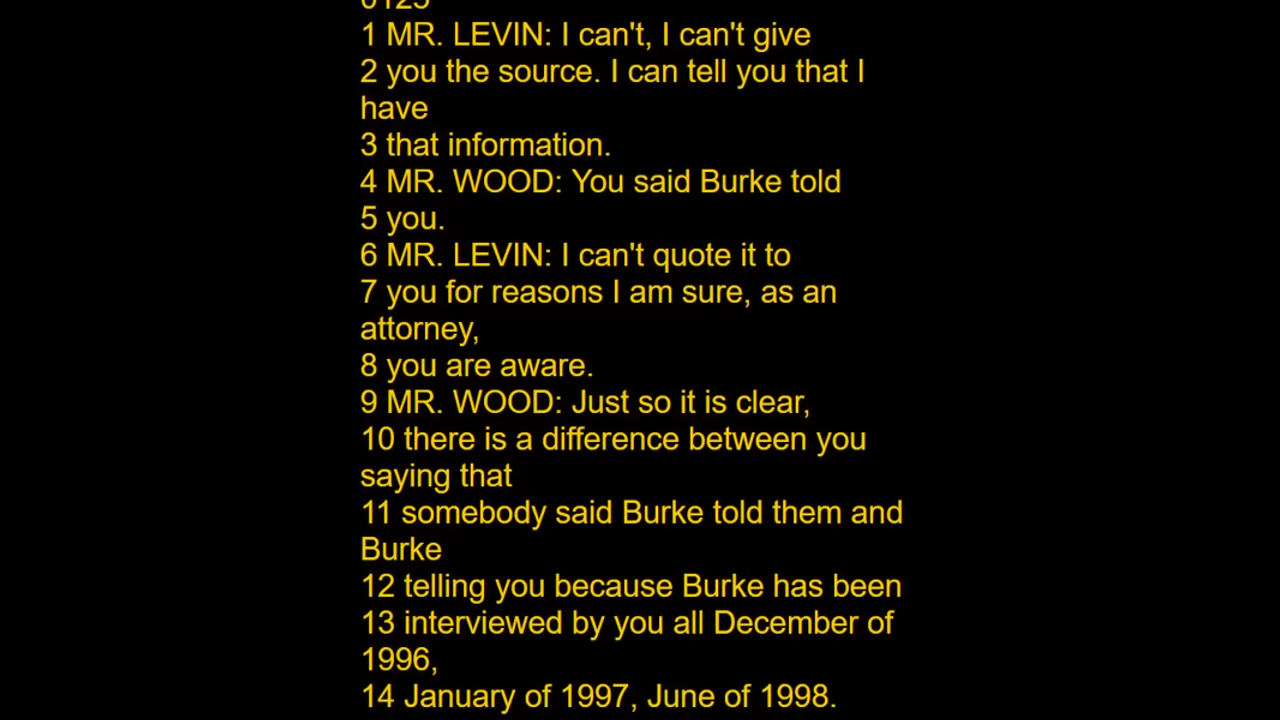 0125
1 MR. LEVIN: I can't, I can't give
2 you the source. I can tell you that I
have
3 that information.
4 MR. WOOD: You said Burke told
5 you.
6 MR. LEVIN: I can't quote it to
7 you for reasons I am sure, as an
attorney,
8 you are aware.
9 MR. WOOD: Just so it is clear,
10 there is a difference between you
saying that
11 somebody said Burke told them and
Burke
12 telling you because Burke has been
13 interviewed by you all December of
1996,
14 January of 1997, June of 1998.